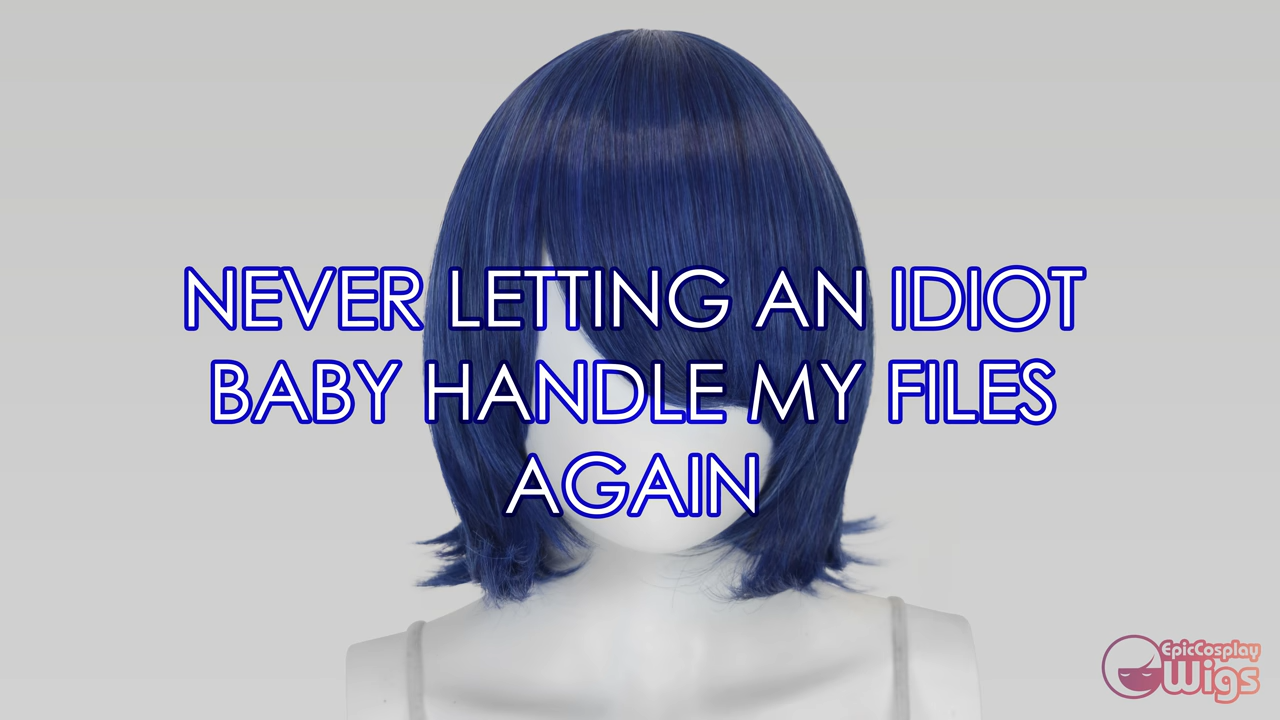 NEVER LETTING AN IDIOT
BABY HANDLE MY FILES
AGAIN
EpicCosplay
Wigs